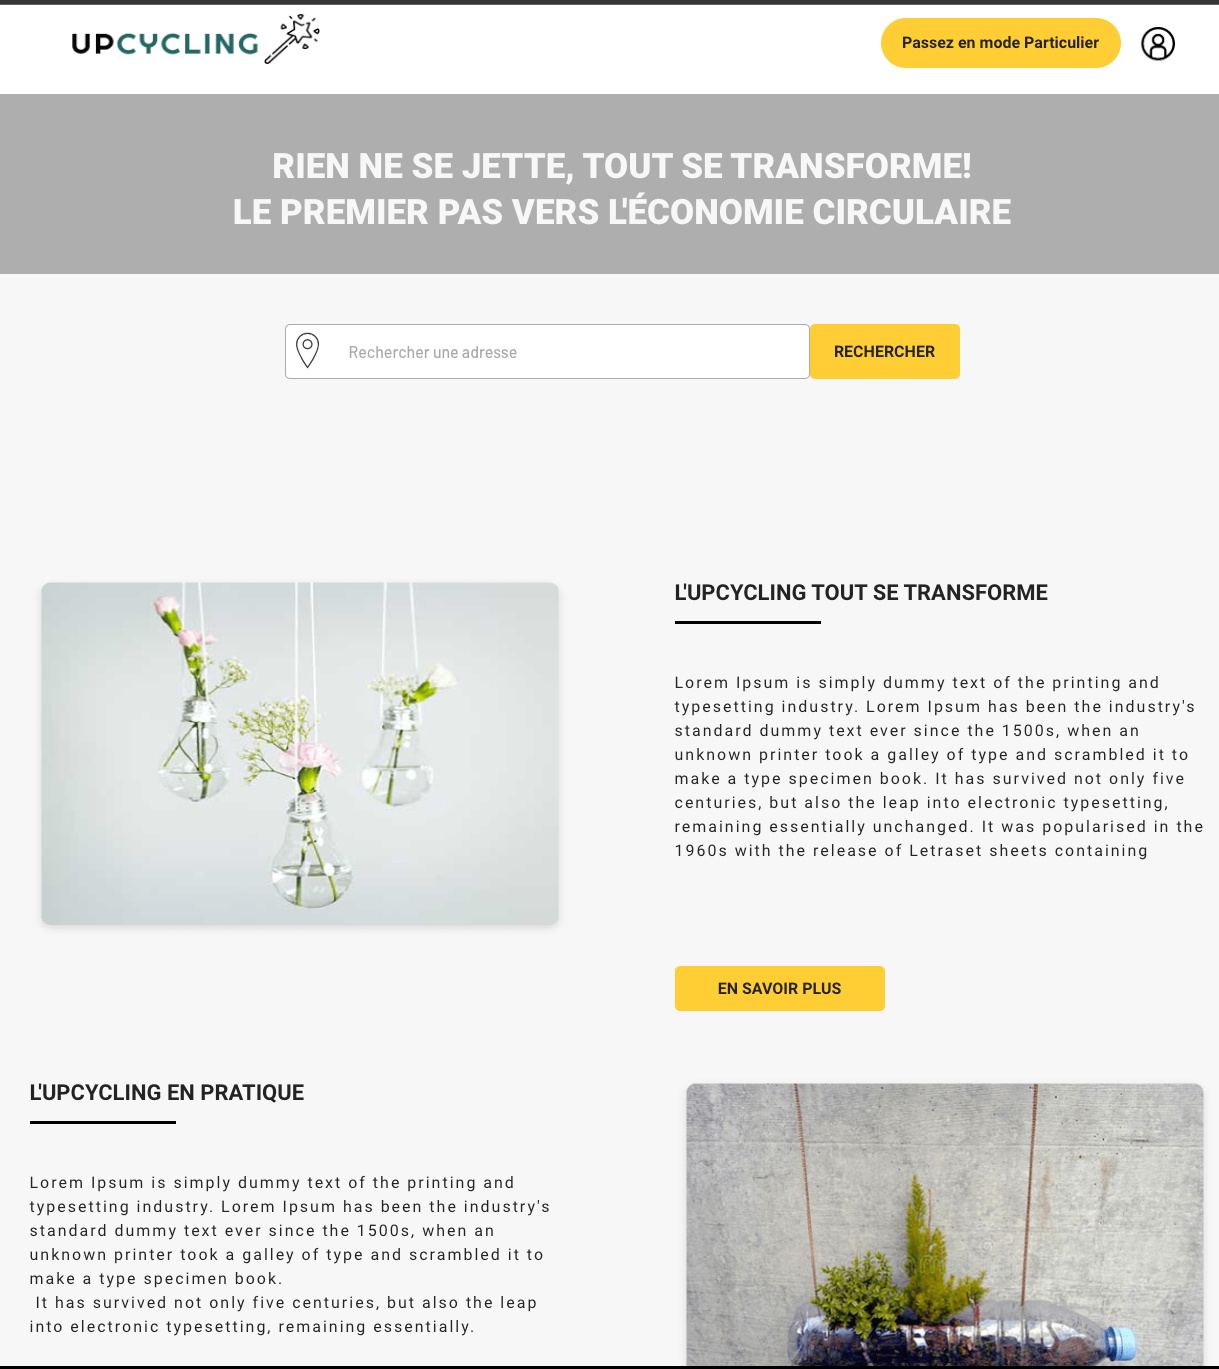 UPCYCLING
Passez en mode Particulier
RIEN NE SE JETTE, TOUT SE TRANSFORME!
LE PREMIER PAS VERS L'ÉCONOMIE CIRCULAIRE
Rechercher une adresse
RECHERCHER
L'UPCYCLING TOUT SE TRANSFORME
Lorem Ipsum is simply dummy text of the printing and
typesetting industry. Lorem Ipsum has been the industry's
standard dummy text ever since the 1500s, when an
unknown printer took a galley of type and scrambled it to
make a type specimen book. It has survived not only five
centuries, but also the leap into electronic typesetting,
remaining essentially unchanged. It was popularised in the
1960s with the release of Letraset sheets containing
EN SAVOIR PLUS
L'UPCYCLING EN PRATIQUE
Lorem Ipsum is simply dummy text of the printing and
typesetting industry. Lorem Ipsum has been the industry's
standard dummy text ever since the 1500s, when an
unknown printer took a galley of type and scrambled it to
make a type specimen book.
It has survived not only five centuries, but also the leap
into electronic typesetting, remaining essentially.